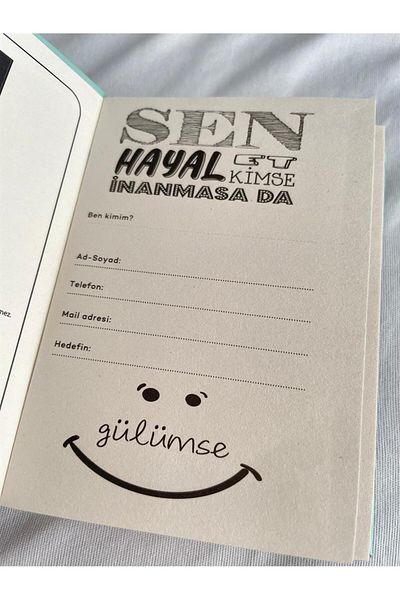 SEN
HAYAL ET
KİMSE
İNANMASA DA
Ben kimim?
Ad-Soyad:
Telefon:
Mail adresi:
Hedefin:
gülümse